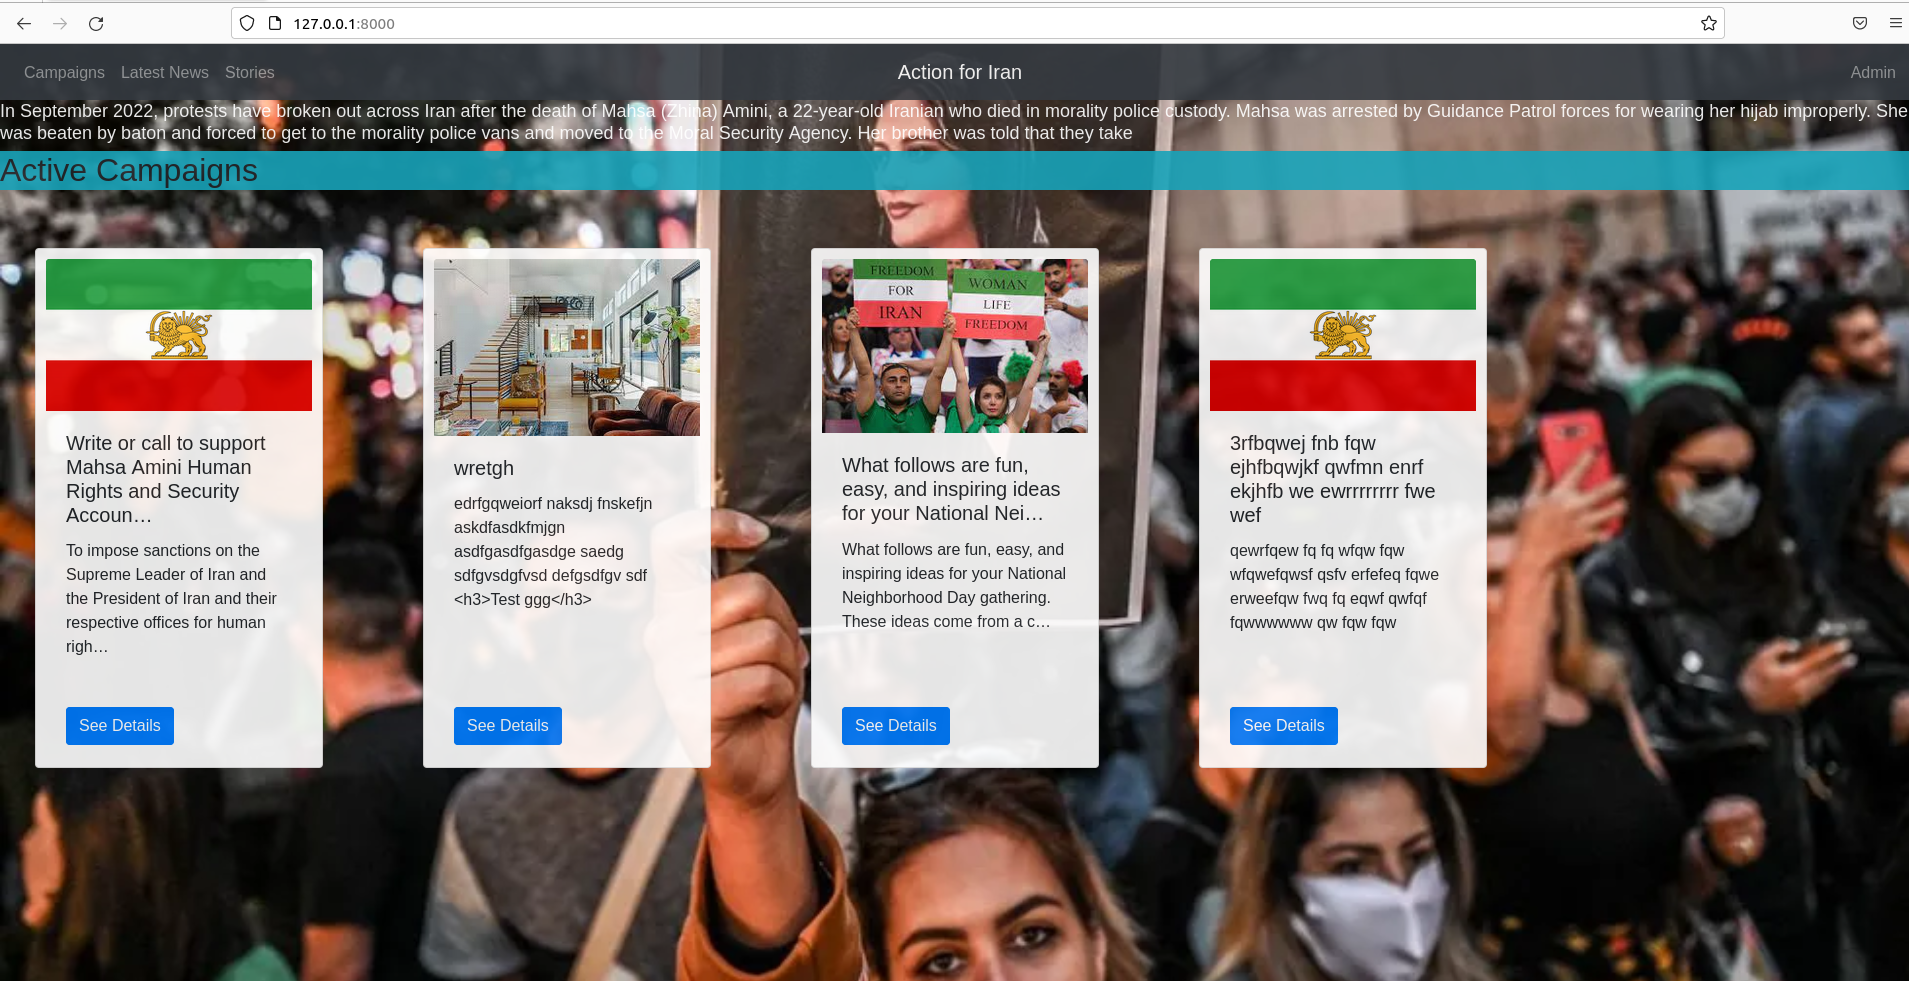 127.0.0.1:8000
Campaigns Latest News Stories
Action for Iran
Admin
In September 2022, protests have broken out across Iran after the death of Mahsa (Zhina) Amini, a 22-year-old Iranian who died in morality police custody. Mahsa was arrested by Guidance Patrol forces for wearing her hijab improperly. She
was beaten by baton and forced to get to the morality police vans and moved to the Moral Security Agency. Her brother was told that they take
Active Campaigns
Write or call to support
Mahsa Amini Human
Rights and Security
Accoun…
To impose sanctions on the
Supreme Leader of Iran and
the President of Iran and their
respective offices for human
righ…
See Details
wretgh
edrfgqweiorf naksdj fnskefjn
askdfasdkfmjgn
asdfgasdfgasdge saedg
sdfgvsdgfvsd defgsdfgv sdf
<h3>Test ggg</h3>
See Details
FREEDOM
FOR
IRAN
WOMAN
LIFE
FREEDOM
What follows are fun,
easy, and inspiring ideas
for your National Nei…
What follows are fun, easy, and
inspiring ideas for your National
Neighborhood Day gathering.
These ideas come from a c…
See Details
3rfbqwej fnb fqw
ejhfbqwjkf qwfmn enrf
ekjhfb we ewrrrrrrr fwe
wef
qewrfqew fq fq wfqw fqw
wfqwefqwsf qsfv erfefeq fqwe
erweefqw fwq fq eqwf qwfqf
fqwwwwww qw fqw fqw
See Details